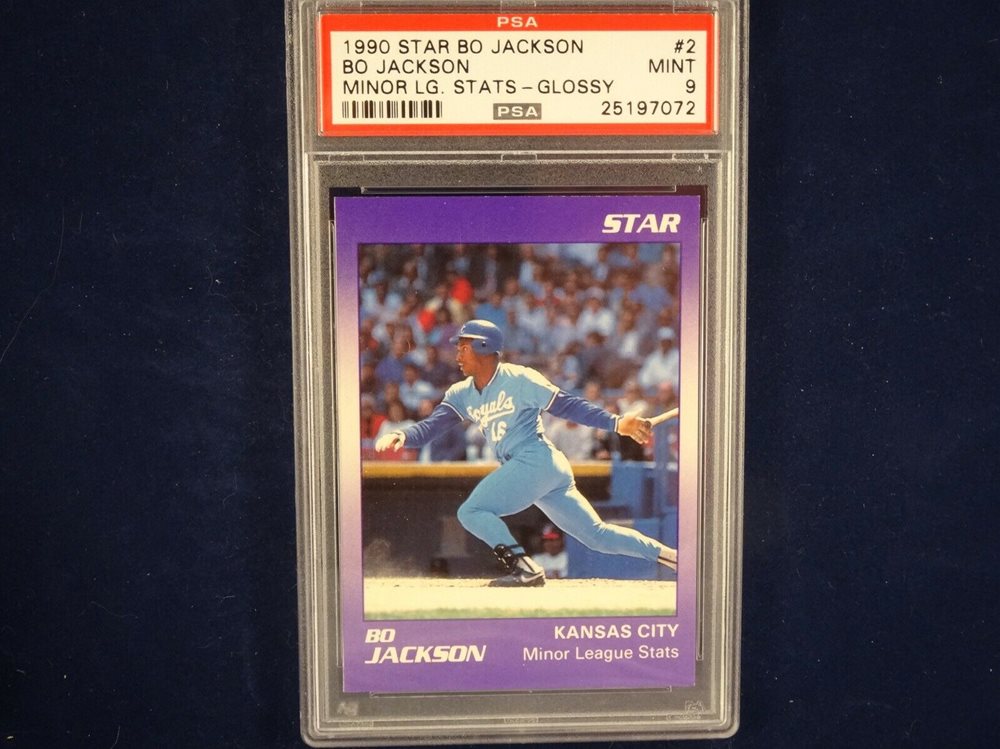 PSA
1990 STAR BO JACKSON #2
BO JACKSON MINT
MINOR LG. STATS - GLOSSY 9
PSA 25197072
STAR
Royals
16
BO
JACKSON
KANSAS CITY
Minor League Stats